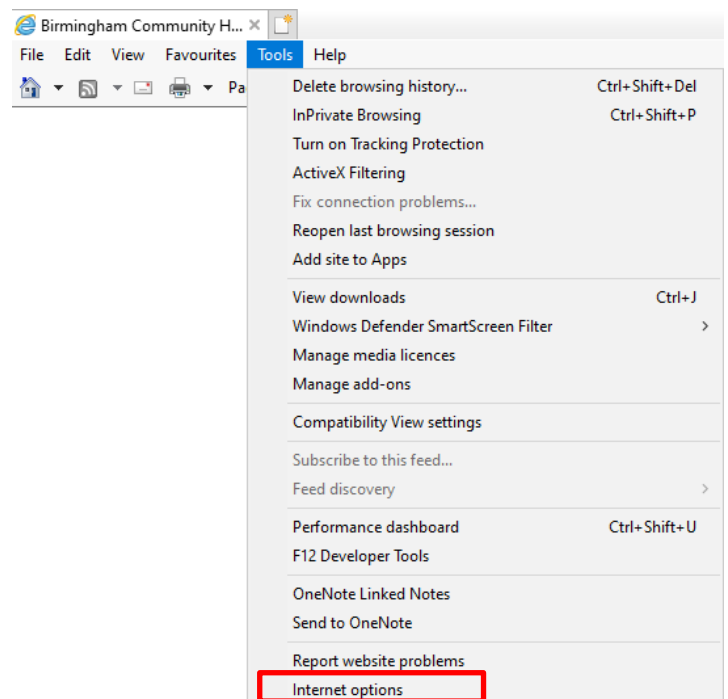 Birmingham Community H...
File Edit View Favourites Tools Help
Pa
Delete browsing history... Ctrl+Shift+Del
InPrivate Browsing Ctrl+Shift+P
Turn on Tracking Protection
ActiveX Filtering
Fix connection problems...
Reopen last browsing session
Add site to Apps
View downloads Ctrl+J
Windows Defender SmartScreen Filter
Manage media licences
Manage add-ons
Compatibility View settings
Subscribe to this feed...
Feed discovery
Performance dashboard Ctrl+Shift+U
F12 Developer Tools
OneNote Linked Notes
Send to OneNote
Report website problems
Internet options